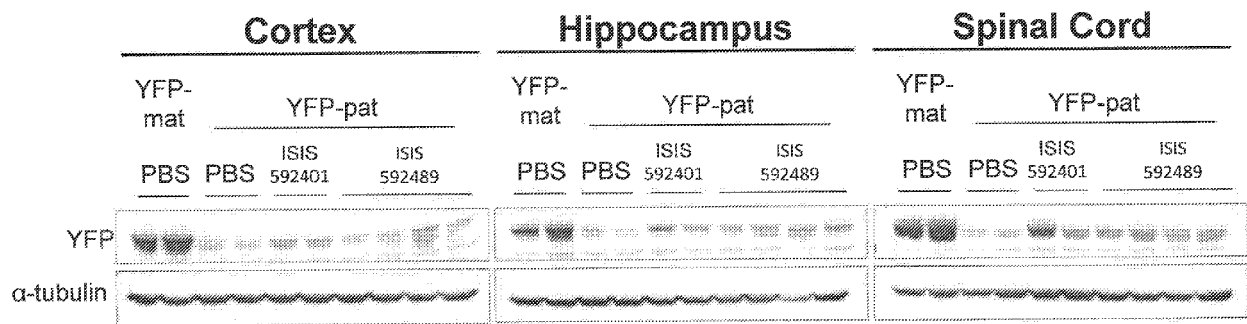 Cortex Hippocampus Spinal Cord
YFP- YFP- YFP-
mat YFP-pat mat YFP-pat mat YFP-pat
ISIS ISIS ISIS ISIS ISIS ISIS
PBS PBS 592401 592489 PBS PBS 592401 592489 PBS PBS 592401 592489
YFP
α-tubulin